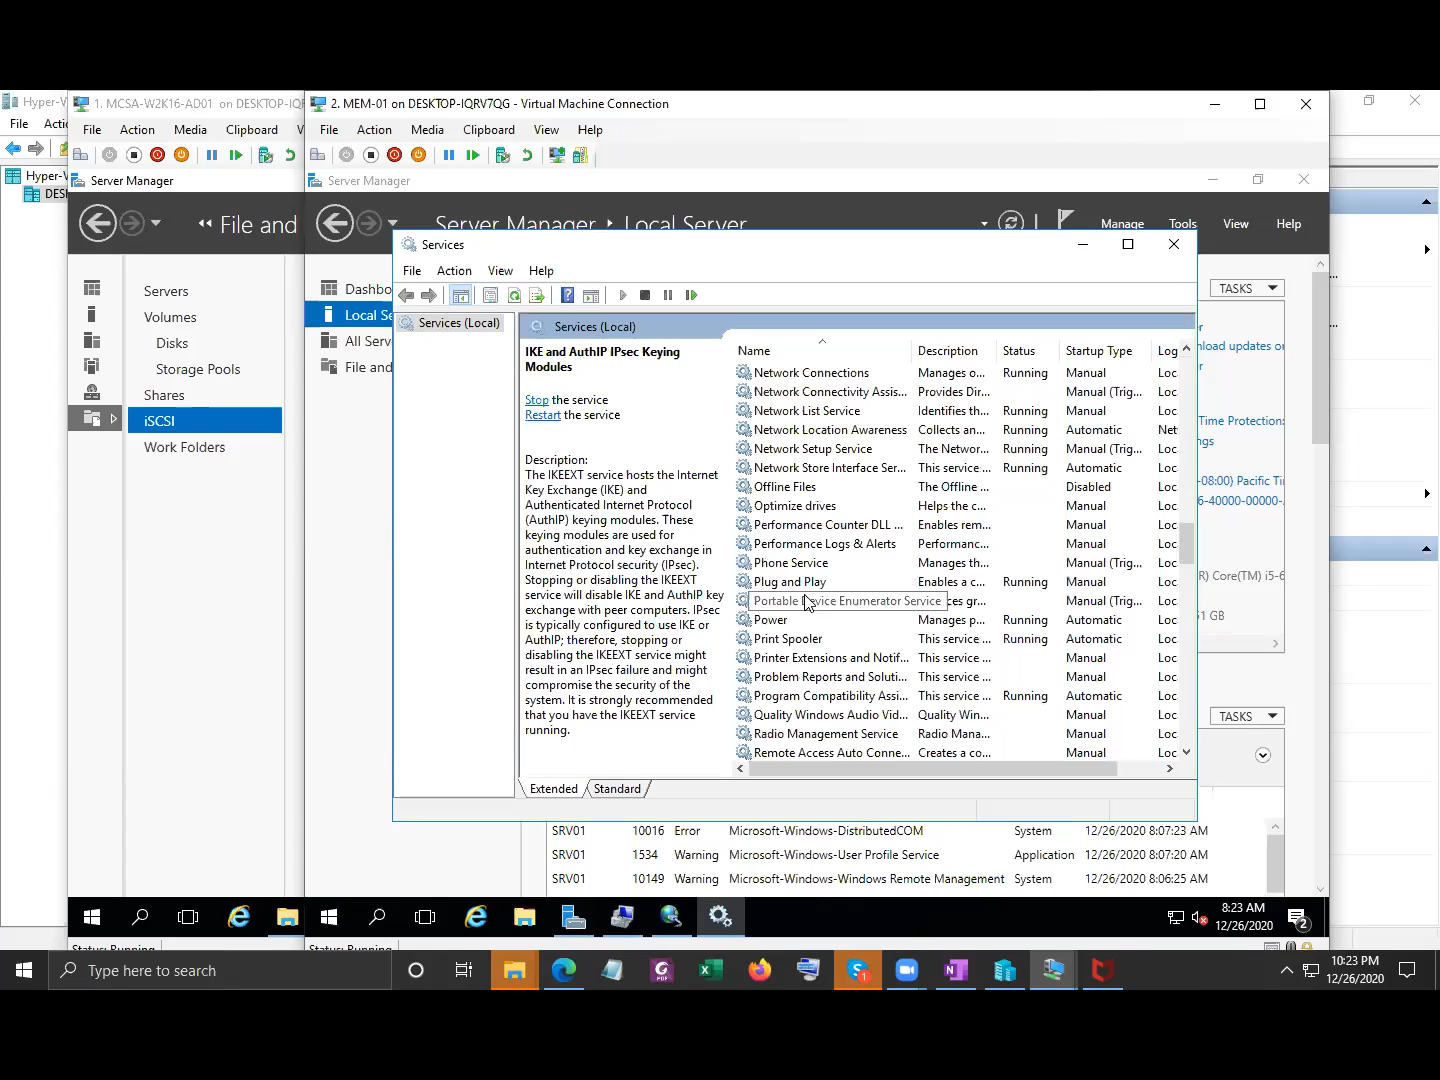 Hyper-V
1. MCSA-W2K16-AD01 on DESKTOP-IQR
2. MEM-01 on DESKTOP-IQRV7QG - Virtual Machine Connection
File Actio
File Action Media Clipboard V
File Action Media Clipboard View Help
Hyper-V
DESK
Server Manager
Server Manager
File and
Server Manager Local Server
Manage Tools View Help
Servers
Volumes
Disks
Storage Pools
Shares
iSCSI
Work Folders
Dashbo
Local Se
All Serv
File and
Services
File Action View Help
Services (Local)
Services (Local)
IKE and AuthIP IPsec Keying
Modules
Stop the service
Restart the service
Description:
The IKEEXT service hosts the Internet
Key Exchange (IKE) and
Authenticated Internet Protocol
(AuthIP) keying modules. These
keying modules are used for
authentication and key exchange in
Internet Protocol security (IPsec).
Stopping or disabling the IKEEXT
service will disable IKE and AuthIP key
exchange with peer computers. IPsec
is typically configured to use IKE or
AuthIP; therefore, stopping or
disabling the IKEEXT service might
result in an IPsec failure and might
compromise the security of the
system. It is strongly recommended
that you have the IKEEXT service
running.
Name Description Status Startup Type Log
Network Connections Manages o... Running Manual Loc
Network Connectivity Assis... Provides Dir... Manual (Trig... Loc
Network List Service Identifies th... Running Manual Loc
Network Location Awareness Collects an... Running Automatic Net
Network Setup Service The Networ... Running Manual (Trig... Loc
Network Store Interface Ser... This service ... Running Automatic Loc
Offline Files The Offline ... Disabled Loc
Optimize drives Helps the c... Manual Loc
Performance Counter DLL ... Enables rem... Manual Loc
Performance Logs & Alerts Performanc... Manual Loc
Phone Service Manages th... Manual (Trig... Loc
Plug and Play Enables a c... Running Manual Loc
Portable Device Enumerator Service ces gr... Manual (Trig... Loc
Power Manages p... Running Automatic Loc
Print Spooler This service ... Running Automatic Loc
Printer Extensions and Notif... This service ... Manual Loc
Problem Reports and Soluti... This service ... Manual Loc
Program Compatibility Assi... This service ... Running Automatic Loc
Quality Windows Audio Vid... Quality Win... Manual Loc
Radio Management Service Radio Mana... Manual Loc
Remote Access Auto Conne... Creates a co... Manual Loc
Extended Standard
TASKS
nload updates or
Time Protection:
ngs
-08:00) Pacific Ti
-40000-00000-
R) Core(TM) i5-6
GB
TASKS
SRV01 10016 Error Microsoft-Windows-DistributedCOM System 12/26/2020 8:07:23 AM
SRV01 1534 Warning Microsoft-Windows-User Profile Service Application 12/26/2020 8:07:20 AM
SRV01 10149 Warning Microsoft-Windows-Windows Remote Management System 12/26/2020 8:06:25 AM
8:23 AM
12/26/2020
2
Status: Running
Status: Running
Type here to search
10:23 PM
12/26/2020